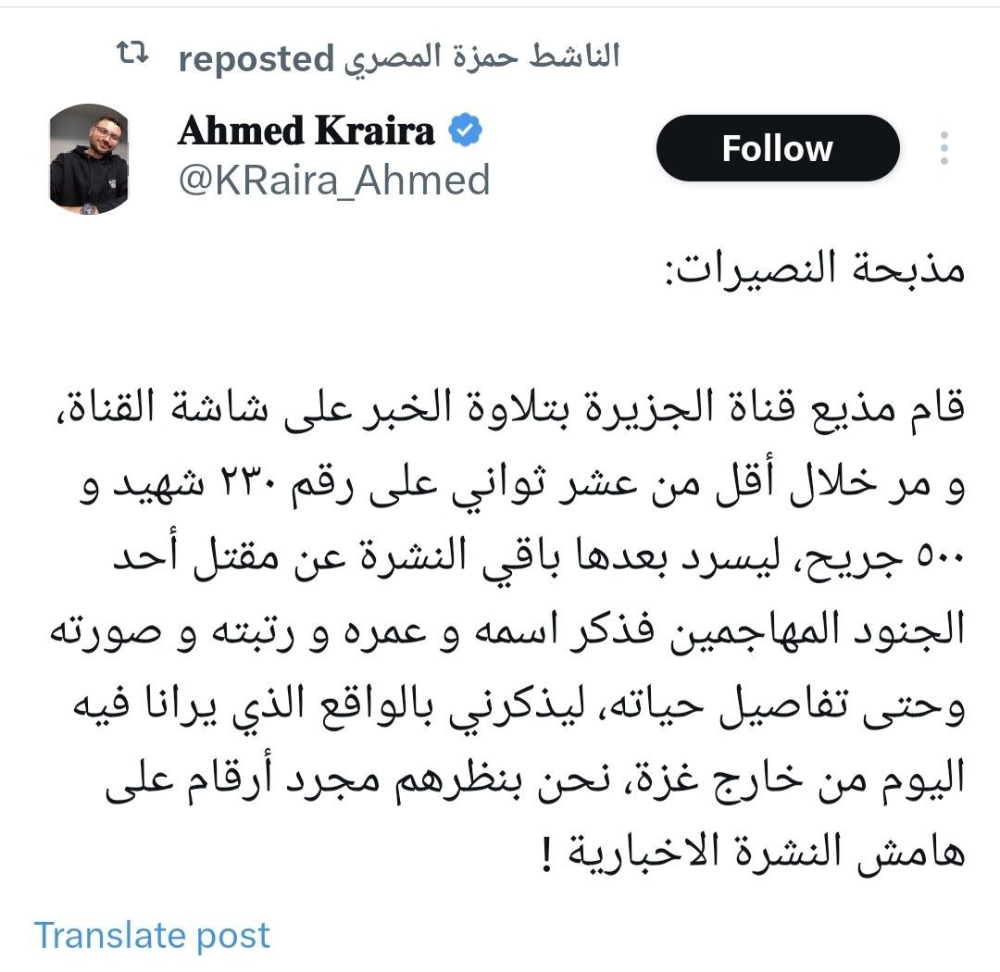 الناشط حمزة المصري reposted
Ahmed Kraira
@KRaira_Ahmed
Follow
مذبحة النصيرات:
قام مذيع قناة الجزيرة بتلاوة الخبر على شاشة القناة،
و مر خلال أقل من عشر ثواني على رقم ٢٣٠ شهيد و
٥٠٠ جريح، ليسرد بعدها باقي النشرة عن مقتل أحد
الجنود المهاجمين فذكر اسمه و عمره و رتبته و صورته
وحتى تفاصيل حياته، ليذكرني بالواقع الذي يرانا فيه
اليوم من خارج غزة، نحن بنظرهم مجرد أرقام على
هامش النشرة الاخبارية !
Translate post